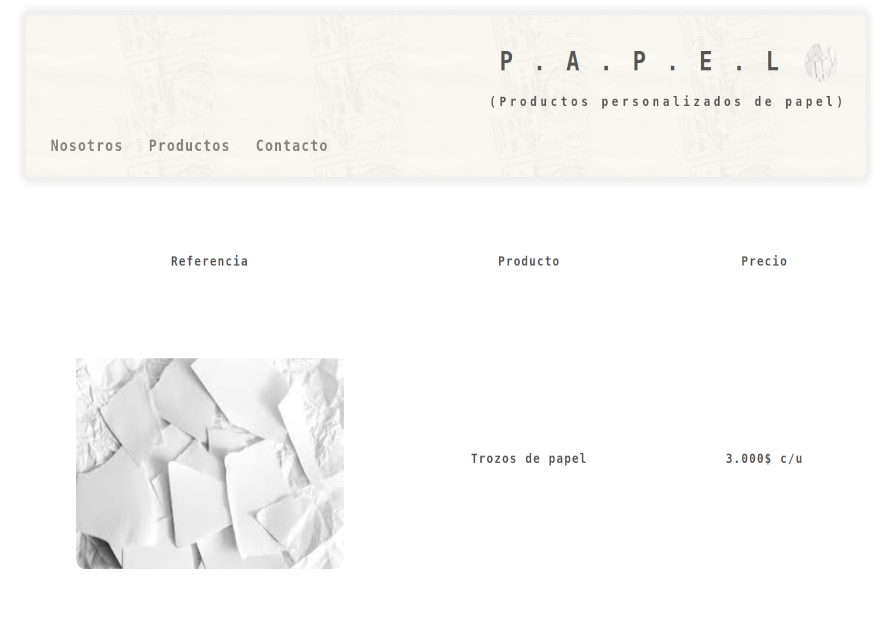 P . A . P . E . L
(Productos personalizados de papel)
Nosotros Productos Contacto
Referencia Producto Precio
Trozos de papel 3.000$ c/u